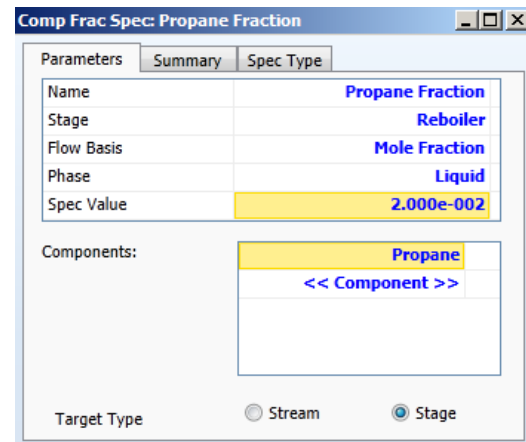 Comp Frac Spec: Propane Fraction
Parameters Summary Spec Type
Name Propane Fraction
Stage Reboiler
Flow Basis Mole Fraction
Phase Liquid
Spec Value 2.000e-002
Components: Propane
<< Component >>
Target Type Stream Stage